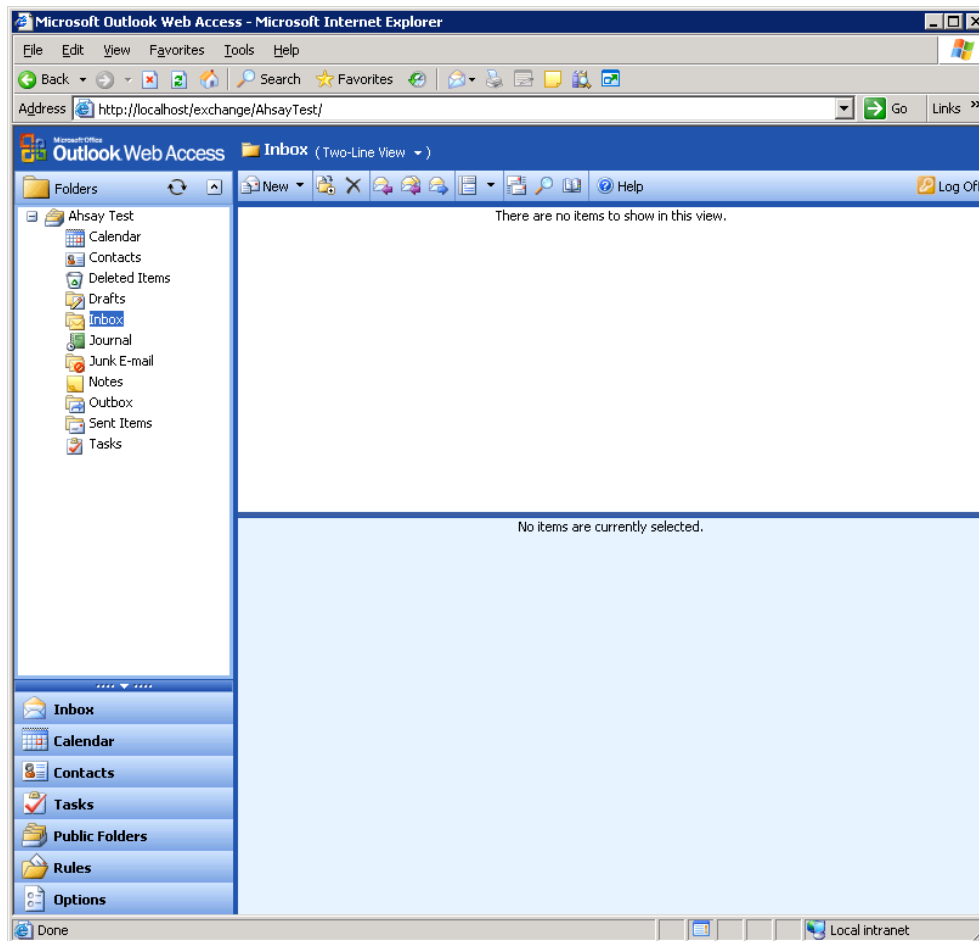 Microsoft Outlook Web Access - Microsoft Internet Explorer
File Edit View Favorites Tools Help
Back Search Favorites
Address http://localhost/exchange/AhsayTest/ Go Links »
Microsoft Office
Outlook Web Access Inbox (Two-Line View)
Folders New Help Log Off
Ahsay Test
Calendar
Contacts
Deleted Items
Drafts
Inbox
Journal
Junk E-mail
Notes
Outbox
Sent Items
Tasks
There are no items to show in this view.
No items are currently selected.
Inbox
Calendar
Contacts
Tasks
Public Folders
Rules
Options
Done Local intranet